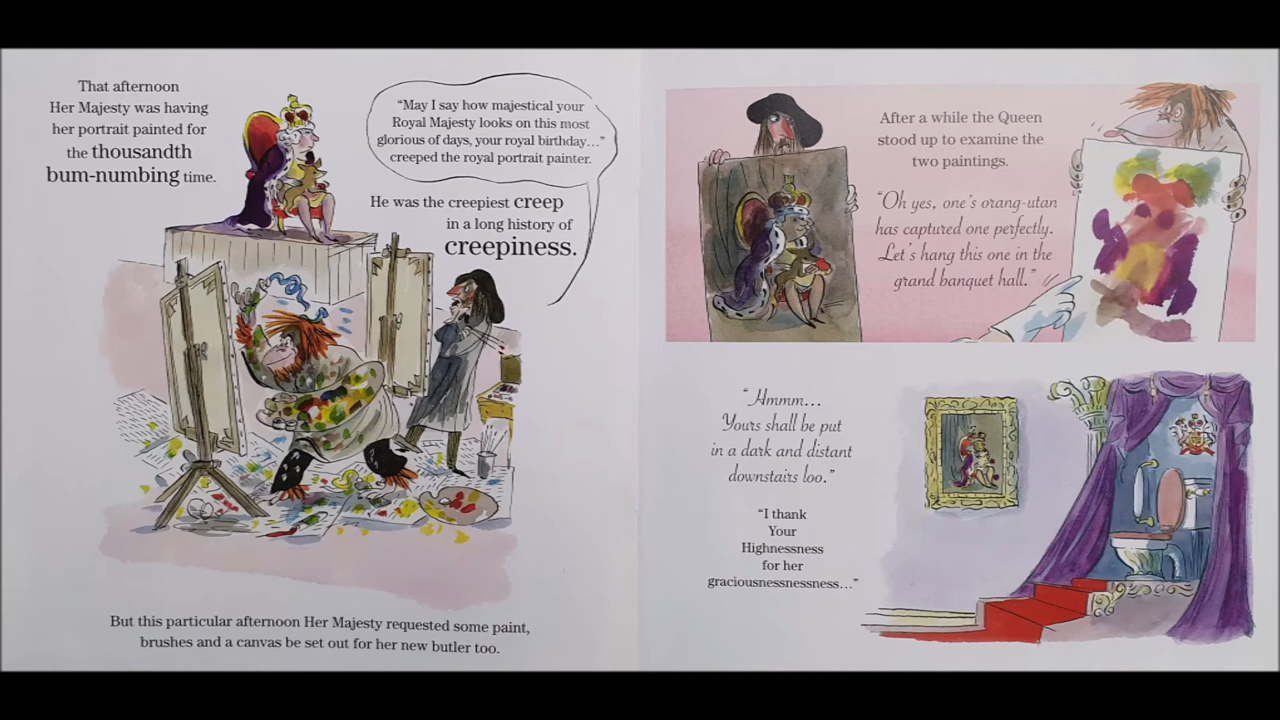 That afternoon
Her Majesty was having
her portrait painted for
the thousandth
bum-numbing time.
“May I say how majestical your
Royal Majesty looks on this most
glorious of days, your royal birthday…”
creeped the royal portrait painter.
He was the creepiest creep
in a long history of
creepiness.
But this particular afternoon Her Majesty requested some paint,
brushes and a canvas be set out for her new butler too.
After a while the Queen
stood up to examine the
two paintings.
“Oh yes, one’s orang-utan
has captured one perfectly.
Let’s hang this one in the
grand banquet hall.”
“Hmmm…
Yours shall be put
in a dark and distant
downstairs loo.”
“I thank
Your
Highnessness
for her
graciousnessnessness…”